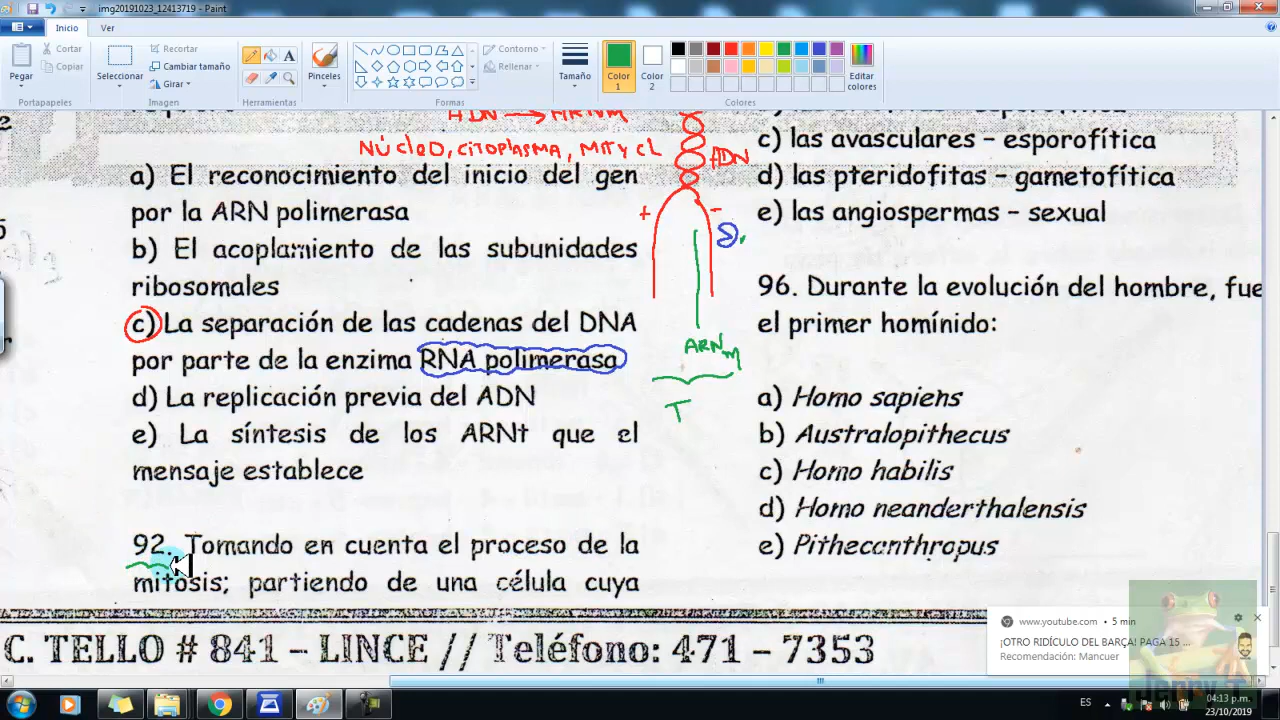 img20191023_12413719 - Paint
Inicio
Ver
Pegar
Cortar
Copiar
Portapapeles
Seleccionar
Recortar
Cambiar tamaño
Girar
Imagen
Herramientas
Pinceles
Formas
Contorno
Rellenar
Tamaño
Color
1
Color
2
Editar
colores
Colores
ADN → ARNM
NÚCLEO, CITOPLASMA, MIT Y CL
ADN
+
-
ARNM
T
a) El reconocimiento del inicio del gen
por la ARN polimerasa
b) El acoplamiento de las subunidades
ribosomales
c) La separación de las cadenas del DNA
por parte de la enzima RNA polimerasa
d) La replicación previa del ADN
e) La síntesis de los ARNt que el
mensaje establece
92. Tomando en cuenta el proceso de la
mitosis; partiendo de una célula cuya
c) las avasculares – esporofítica
d) las pteridofitas – gametofítica
e) las angiospermas – sexual
96. Durante la evolución del hombre, fue
el primer homínido:
a) Homo sapiens
b) Australopithecus
c) Homo habilis
d) Homo neanderthalensis
e) Pithecanthropus
C. TELLO # 841 – LINCE // Teléfono: 471 – 7353
www.youtube.com • 5 min
¡OTRO RIDÍCULO DEL BARÇA! PAGA 15 ...
Recomendación: Mancuer
Jerry
ES
04:13 p.m.
23/10/2019